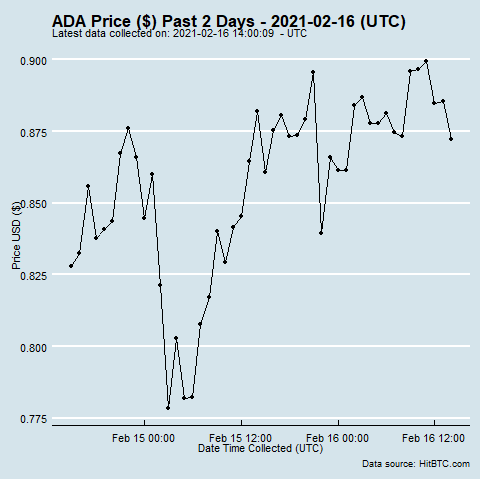 ADA Price ($) Past 2 Days - 2021-02-16 (UTC)
Latest data collected on: 2021-02-16 14:00:09  - UTC
0.900
0.875
0.850
0.825
0.800
0.775
Price USD ($)
Feb 15 00:00
Feb 15 12:00
Feb 16 00:00
Feb 16 12:00
Date Time Collected (UTC)
Data source: HitBTC.com